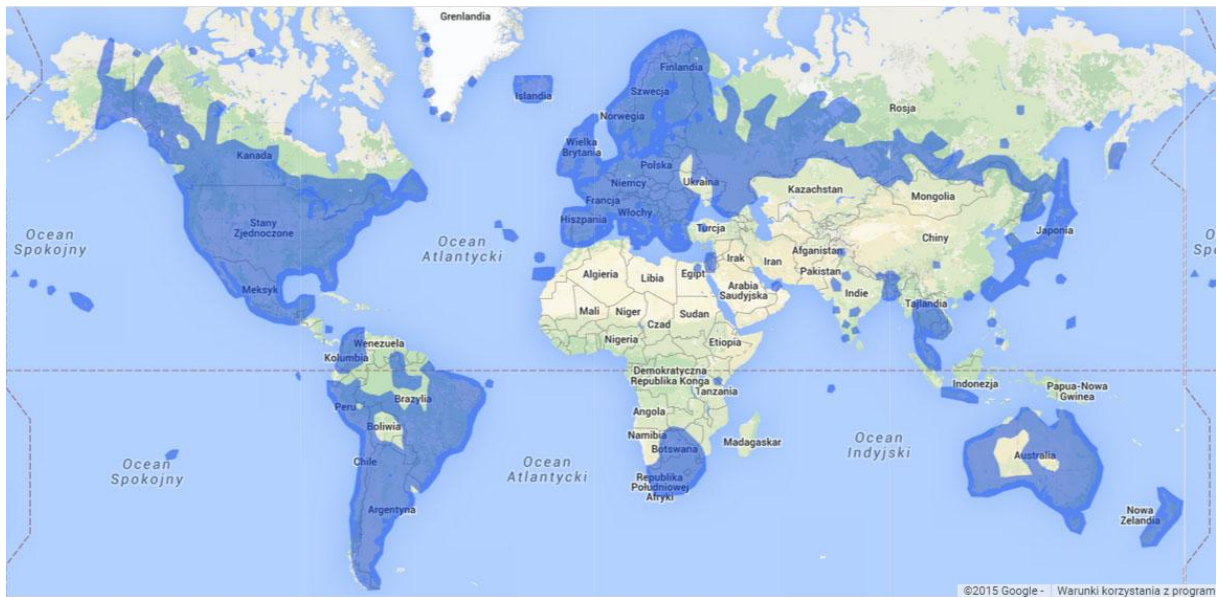 Grenlandia
Islandia
Finlandia
Szwecja
Norwegia
Rosja
Wielka
Brytania
Polska
Niemcy
Ukraina
Francja
Hiszpania
Włochy
Kazachstan
Mongolia
Kanada
Stany
Zjednoczone
Meksyk
Ocean
Spokojny
Ocean
Atlantycki
Turcja
Irak
Iran
Afganistan
Pakistan
Chiny
Japonia
Algieria
Libia
Egipt
Arabia
Saudyjska
Indie
Tajlandia
Mali
Niger
Czad
Sudan
Nigeria
Etiopia
Wenezuela
Kolumbia
Demokratyczna
Republika Konga
Tanzania
Indonezja
Papua-Nowa
Gwinea
Brazylia
Peru
Boliwia
Angola
Namibia
Botswana
Madagaskar
Chile
Argentyna
Ocean
Spokojny
Ocean
Atlantycki
Republika
Południowej
Afryki
Ocean
Indyjski
Australia
Nowa
Zelandia
©2015 Google - Warunki korzystania z program